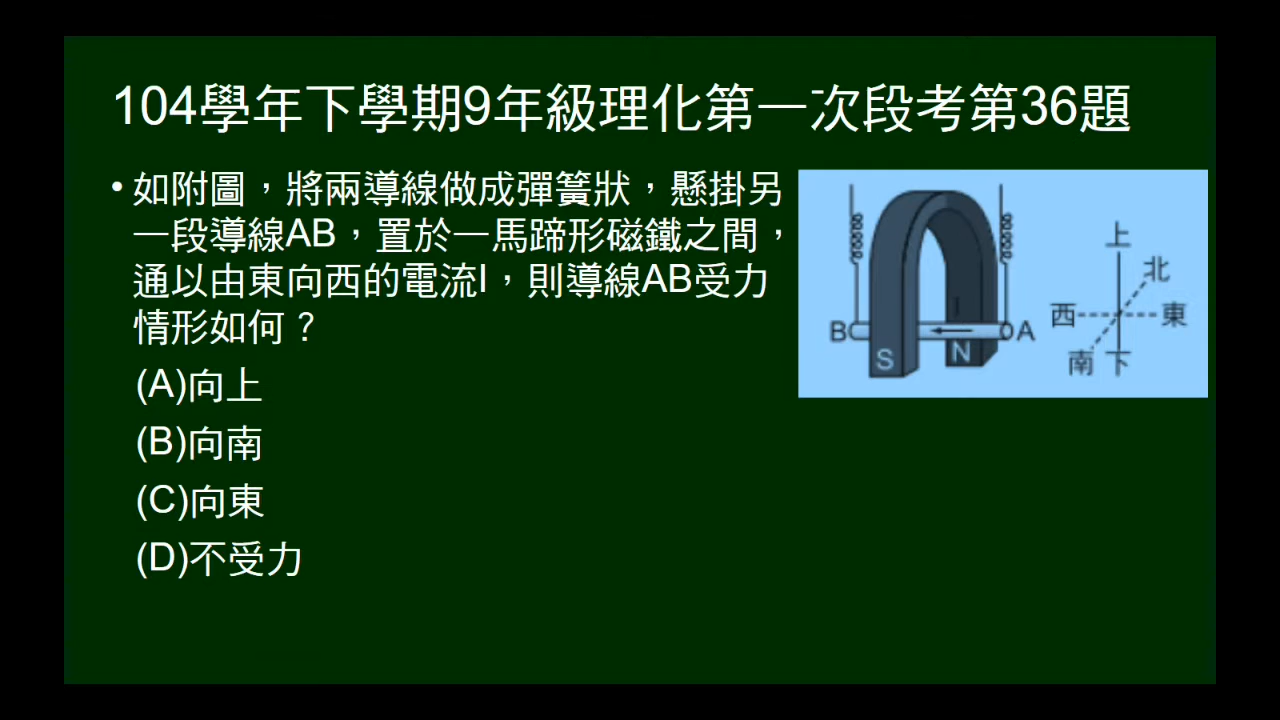 104學年下學期9年級理化第一次段考第36題
•如附圖，將兩導線做成彈簧狀，懸掛另
一段導線AB，置於一馬蹄形磁鐵之間，
通以由東向西的電流I，則導線AB受力
情形如何？
(A)向上
(B)向南
(C)向東
(D)不受力
上
北
西
東
B
A
S
N
I
南
下